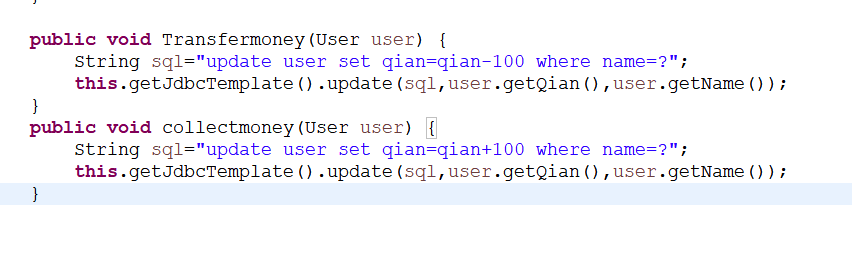 public void Transfermoney(User user) {
String sql="update user set qian=qian-100 where name=?";
this.getJdbcTemplate().update(sql,user.getQian(),user.getName());
}
public void collectmoney(User user) {
String sql="update user set qian=qian+100 where name=?";
this.getJdbcTemplate().update(sql,user.getQian(),user.getName());
}